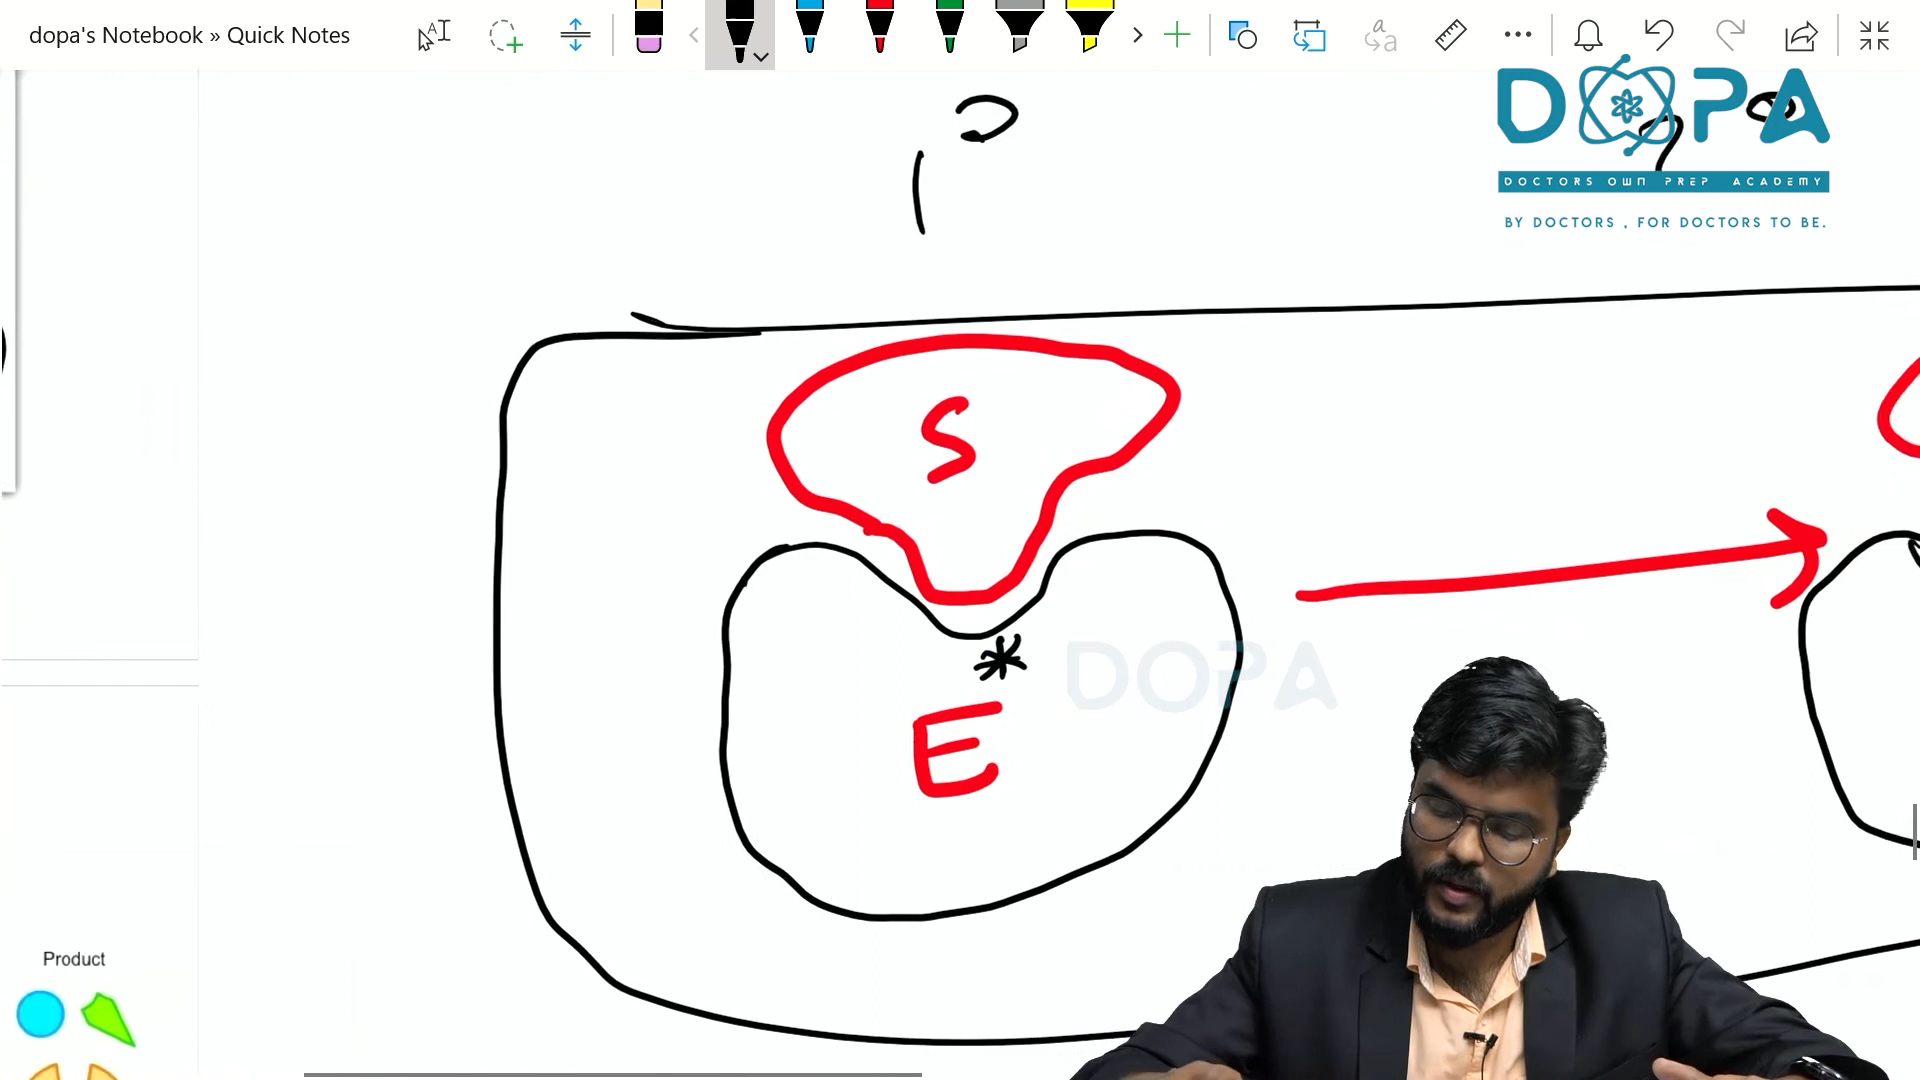 dopa's Notebook » Quick Notes
DOPA
DOCTORS OWN PREP ACADEMY
BY DOCTORS , FOR DOCTORS TO BE.
S
*
DOPA
E
Product